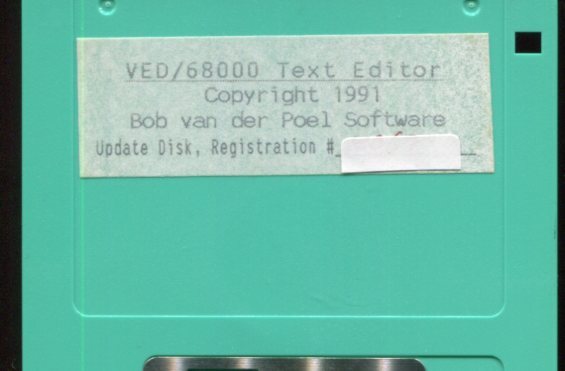 VED/68000 Text Editor
Copyright 1991
Bob van der Poel Software
Update Disk, Registration #